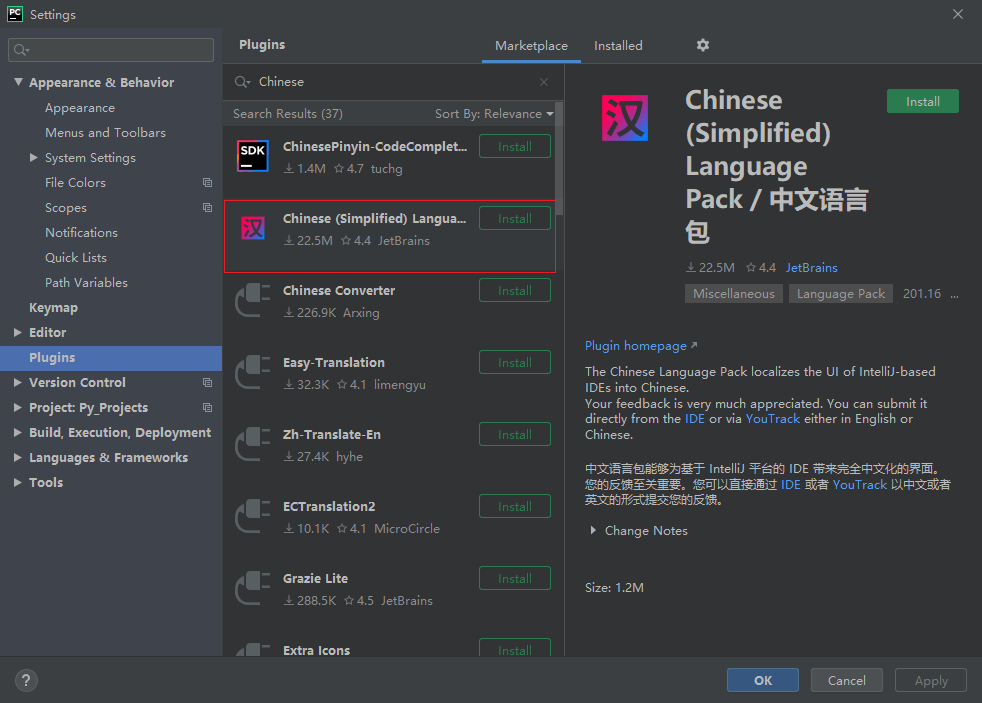 PC
Settings
Appearance & Behavior
Appearance
Menus and Toolbars
System Settings
File Colors
Scopes
Notifications
Quick Lists
Path Variables
Keymap
Editor
Plugins
Version Control
Project: Py_Projects
Build, Execution, Deployment
Languages & Frameworks
Tools
Plugins
Marketplace
Installed
Chinese
Search Results (37)
Sort By: Relevance
SDK
ChinesePinyin-CodeComplet...
Install
1.4M 4.7 tuchg
汉
Chinese (Simplified) Langua...
Install
22.5M 4.4 JetBrains
Chinese Converter
Install
226.9K Arxing
Easy-Translation
Install
32.3K 4.1 limengyu
Zh-Translate-En
Install
27.4K hyhe
ECTranslation2
Install
10.1K 4.1 MicroCircle
Grazie Lite
Install
288.5K 4.5 JetBrains
Extra Icons
Install
汉
Chinese
(Simplified)
Language
Pack / 中文语言
包
Install
22.5M 4.4 JetBrains
Miscellaneous Language Pack 201.16 ...
Plugin homepage
The Chinese Language Pack localizes the UI of IntelliJ-based
IDEs into Chinese.
Your feedback is very much appreciated. You can submit it
directly from the IDE or via YouTrack either in English or
Chinese.
中文语言包能够为基于 IntelliJ 平台的 IDE 带来完全中文化的界面。
您的反馈至关重要。您可以直接通过 IDE 或者 YouTrack 以中文或者
英文的形式提交您的反馈。
Change Notes
Size: 1.2M
?
OK
Cancel
Apply